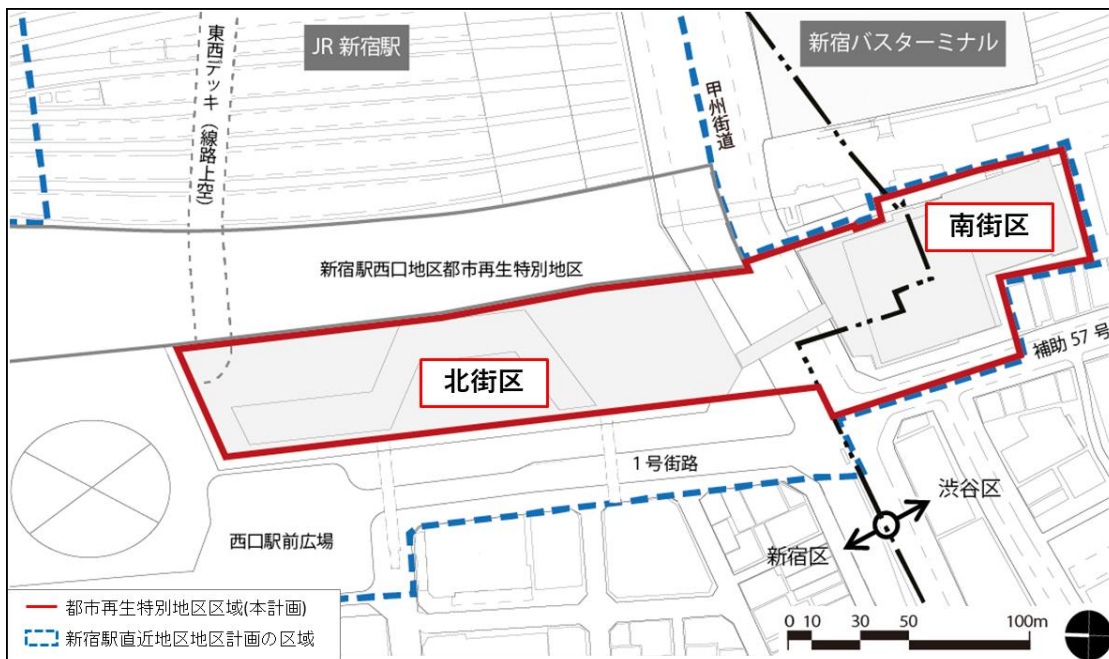 JR 新宿駅
新宿バスターミナル
東西デッキ（線路上空）
甲州街道
南街区
新宿駅西口地区都市再生特別地区
補助57号
北街区
1号街路
渋谷区
新宿区
西口駅前広場
都市再生特別地区区域(本計画)
新宿駅直近地区地区計画の区域
0 10 30 50 100m